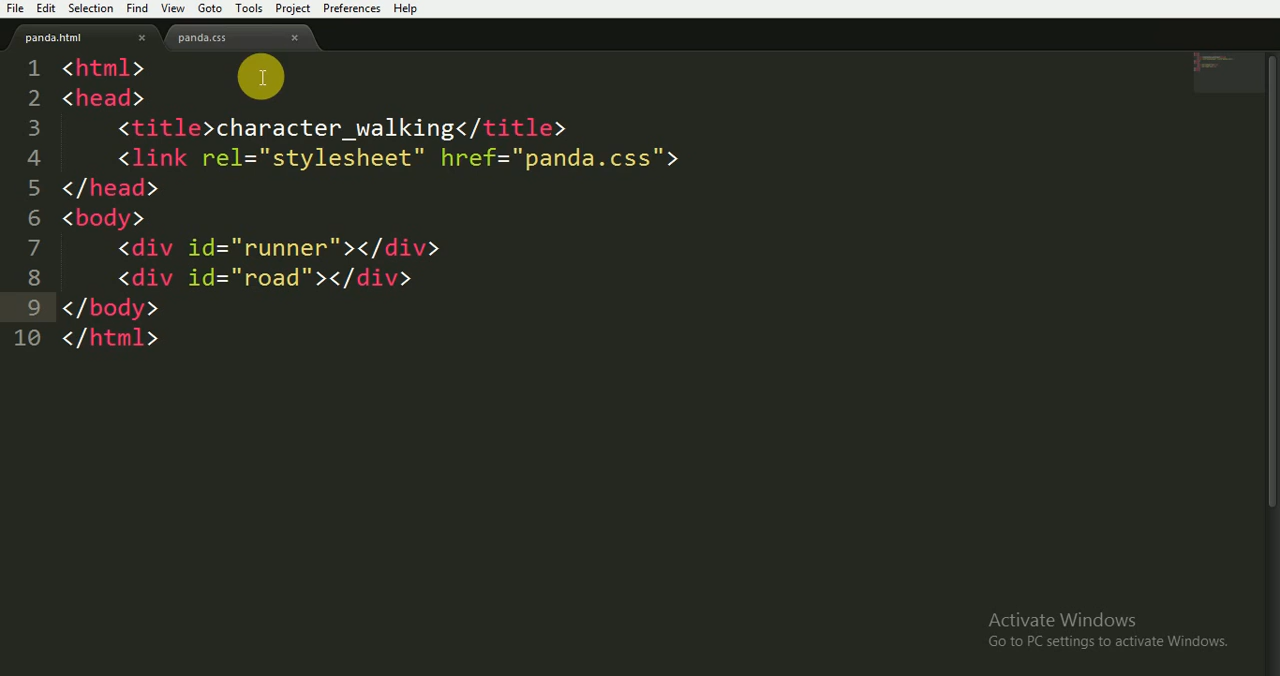 File Edit Selection Find View Goto Tools Project Preferences Help
panda.html × panda.css ×
1 <html>
2 <head>
3 <title>character_walking</title>
4 <link rel="stylesheet" href="panda.css">
5 </head>
6 <body>
7 <div id="runner"></div>
8 <div id="road"></div>
9 </body>
10 </html>
Activate Windows
Go to PC settings to activate Windows.